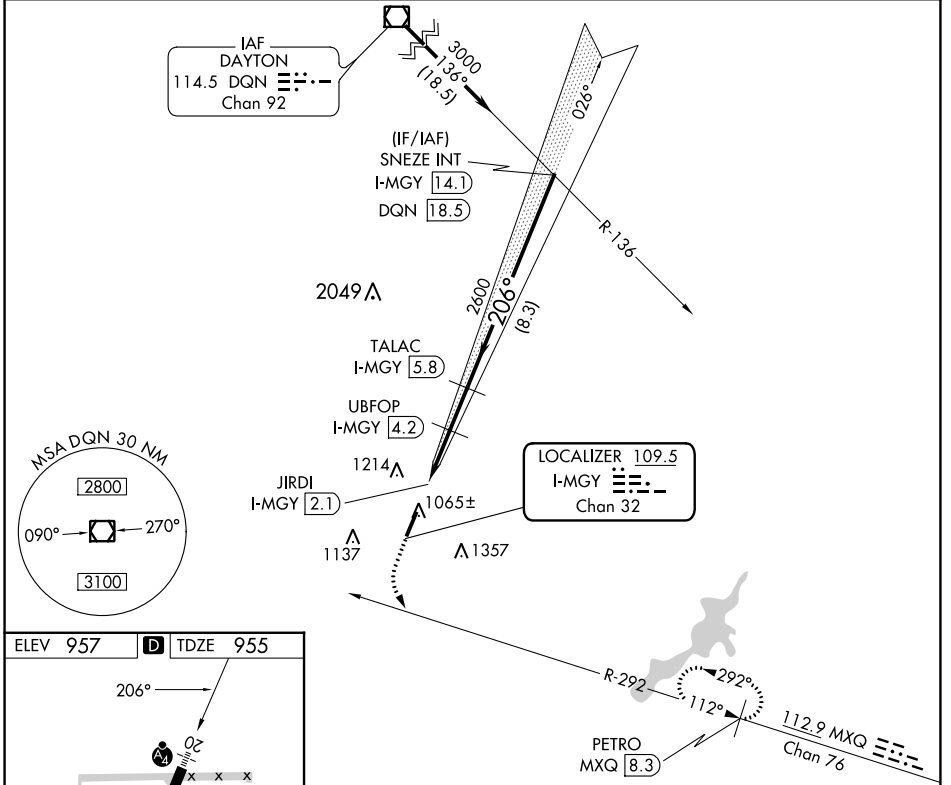 IAF
DAYTON
114.5 DQN
Chan 92
3000
136°
(18.5)
026°
(IF/IAF)
SNEZE INT
I-MGY 14.1
DQN 18.5
R-136
2049
2600
206°
(8.3)
TALAC
I-MGY 5.8
UBFOP
I-MGY 4.2
MSA DQN 30 NM
2800
090°
270°
3100
1214
JIRDI
I-MGY 2.1
1065±
LOCALIZER 109.5
I-MGY
Chan 32
1137
1357
ELEV 957
D
TDZE 955
206°
20
A4
X X X
R-292
292°
112°
PETRO
MXQ 8.3
112.9 MXQ
Chan 76